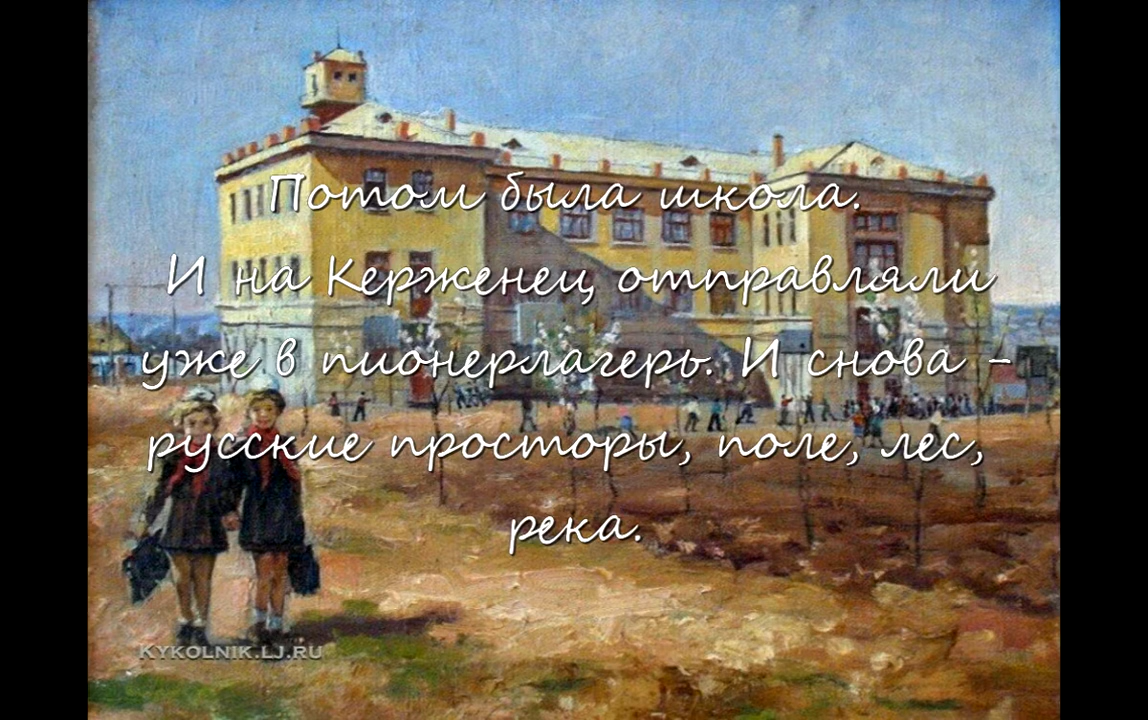 Потом была школа.
И на Керженец отправляли
уже в пионерлагерь. И снова -
русские просторы, поле, лес,
река.
KYKOLNIK.LJ.RU